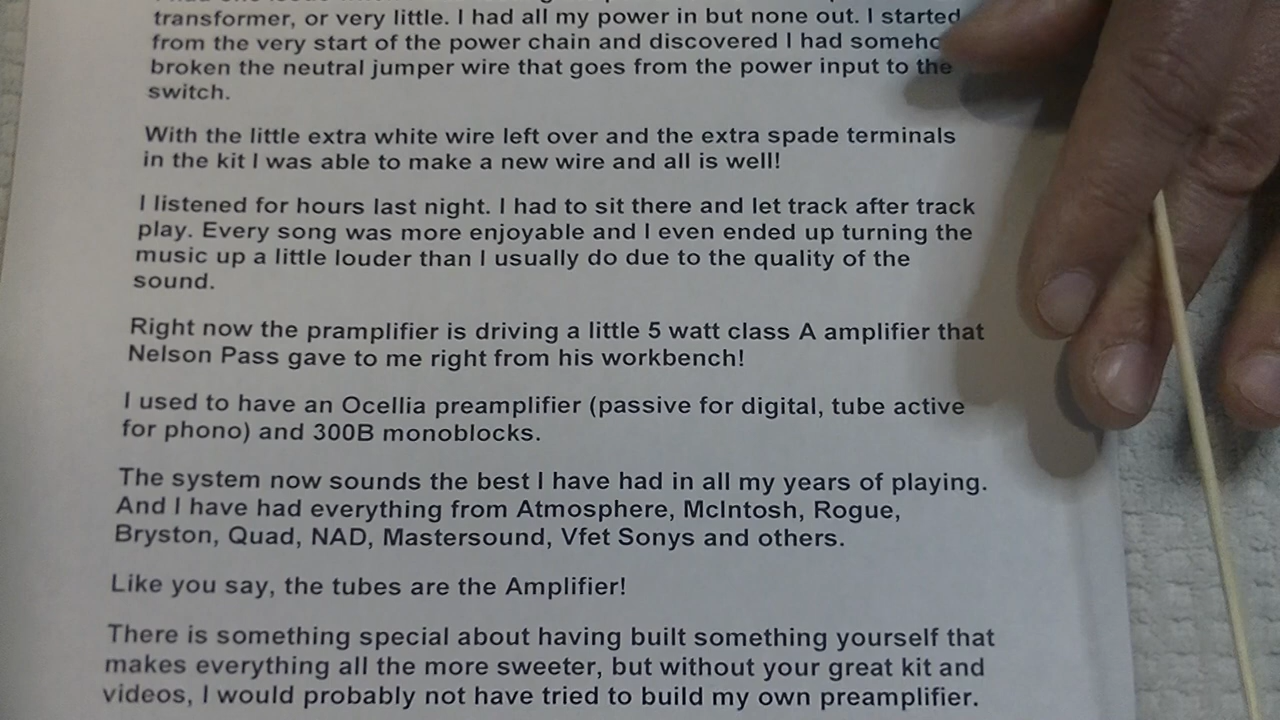 transformer, or very little. I had all my power in but none out. I started
from the very start of the power chain and discovered I had
broken the neutral jumper wire that goes from the power input to the
switch.
With the little extra white wire left over and the extra spade terminals
in the kit I was able to make a new wire and all is well!
I listened for hours last night. I had to sit there and let track after track
play. Every song was more enjoyable and I even ended up turning the
music up a little louder than I usually do due to the quality of the
sound.
Right now the pramplifier is driving a little 5 watt class A amplifier that
Nelson Pass gave to me right from his workbench!
I used to have an Ocellia preamplifier (passive for digital, tube active
for phono) and 300B monoblocks.
The system now sounds the best I have had in all my years of playing.
And I have had everything from Atmosphere, McIntosh, Rogue,
Bryston, Quad, NAD, Mastersound, Vfet Sonys and others.
Like you say, the tubes are the Amplifier!
There is something special about having built something yourself that
makes everything all the more sweeter, but without your great kit and
videos, I would probably not have tried to build my own preamplifier.